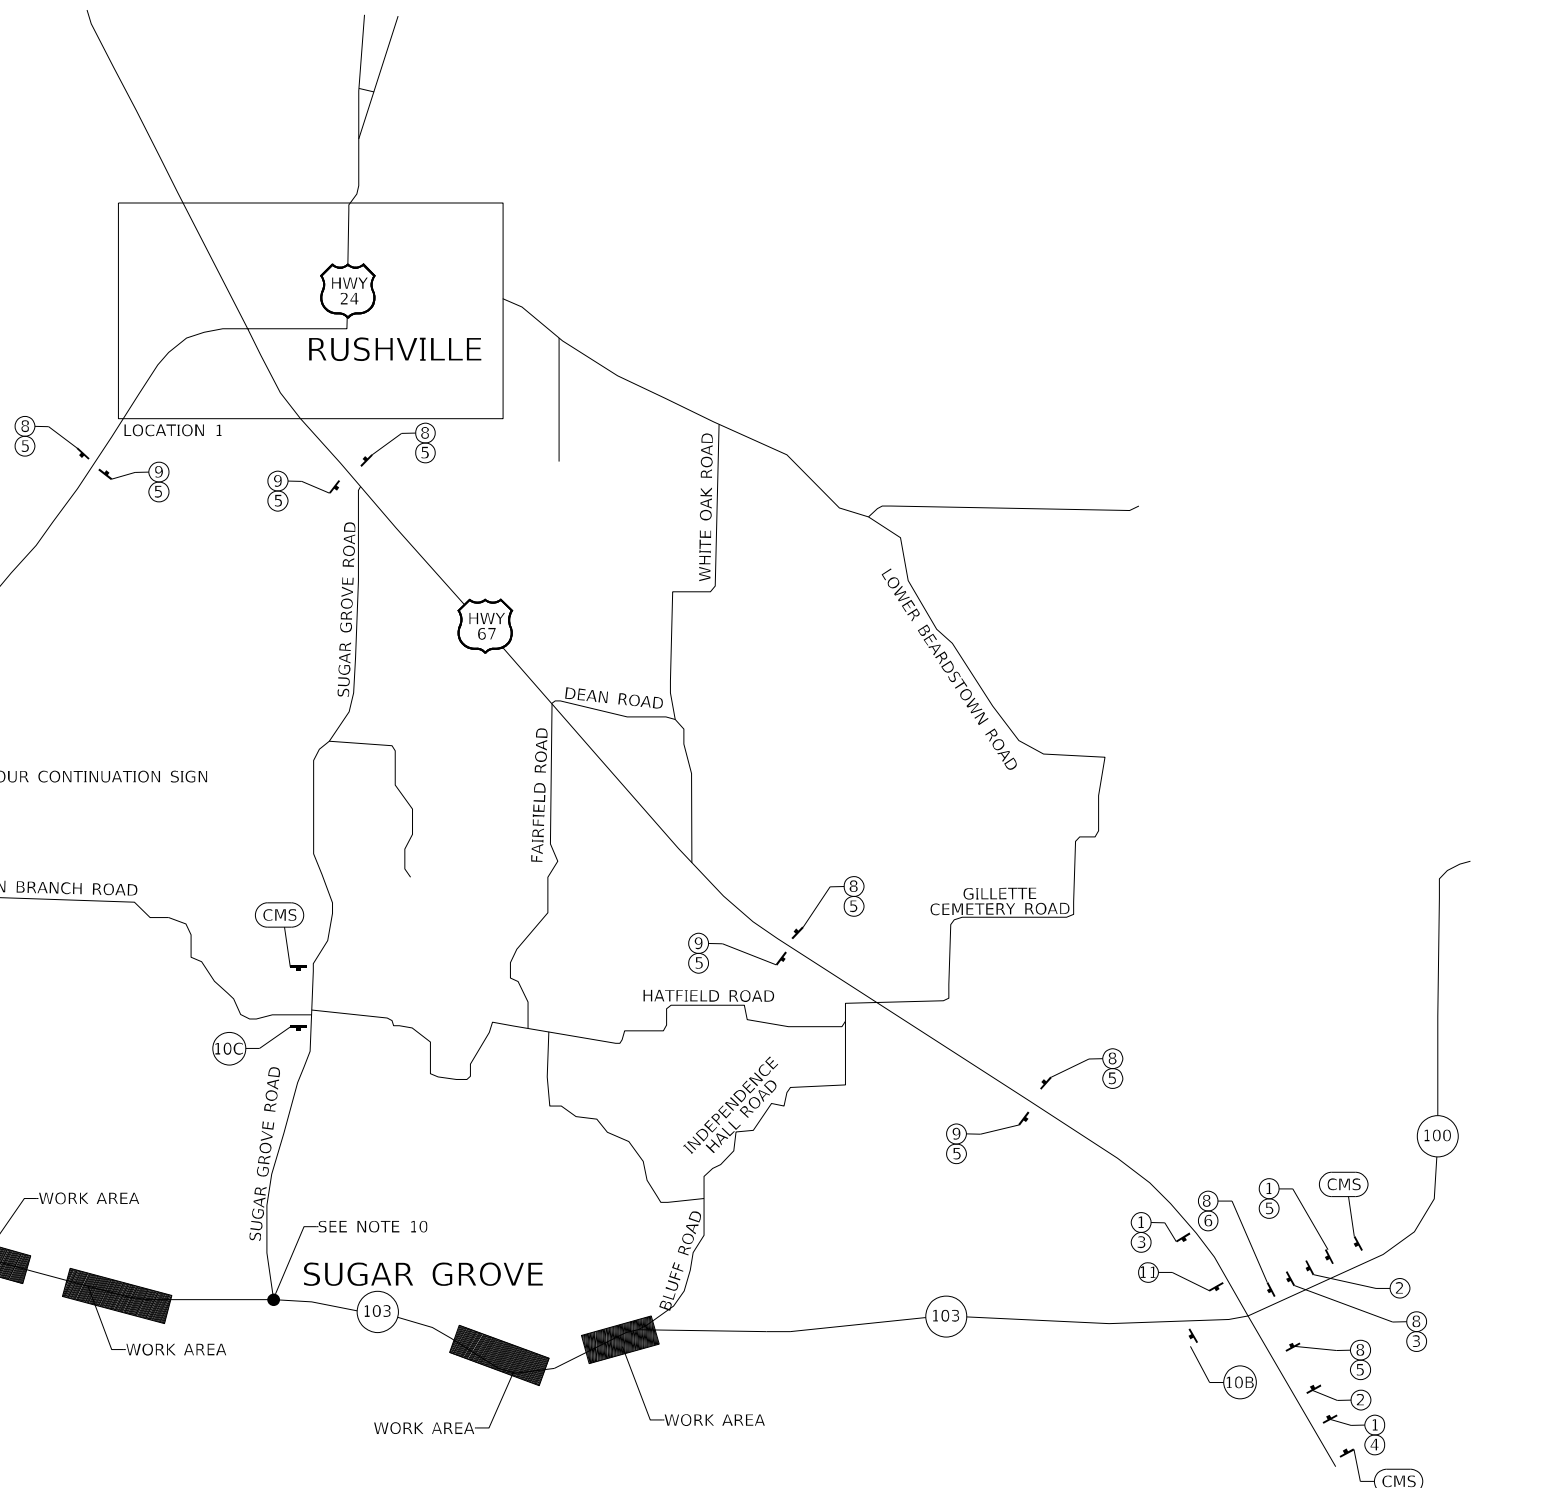 HWY
24
RUSHVILLE
LOCATION 1
8
5
9
5
8
5
9
5
WHITE OAK ROAD
SUGAR GROVE ROAD
LOWER BEARDSTOWN ROAD
HWY
67
DEAN ROAD
FAIRFIELD ROAD
OUR CONTINUATION SIGN
N BRANCH ROAD
CMS
8
5
9
5
GILLETTE
CEMETERY ROAD
HATFIELD ROAD
10C
INDEPENDENCE
HALL ROAD
8
5
9
5
100
SUGAR GROVE ROAD
WORK AREA
SEE NOTE 10
SUGAR GROVE
BLUFF ROAD
1
3
8
6
1
5
CMS
11
2
103
103
8
3
WORK AREA
8
5
10B
2
WORK AREA
WORK AREA
1
4
CMS